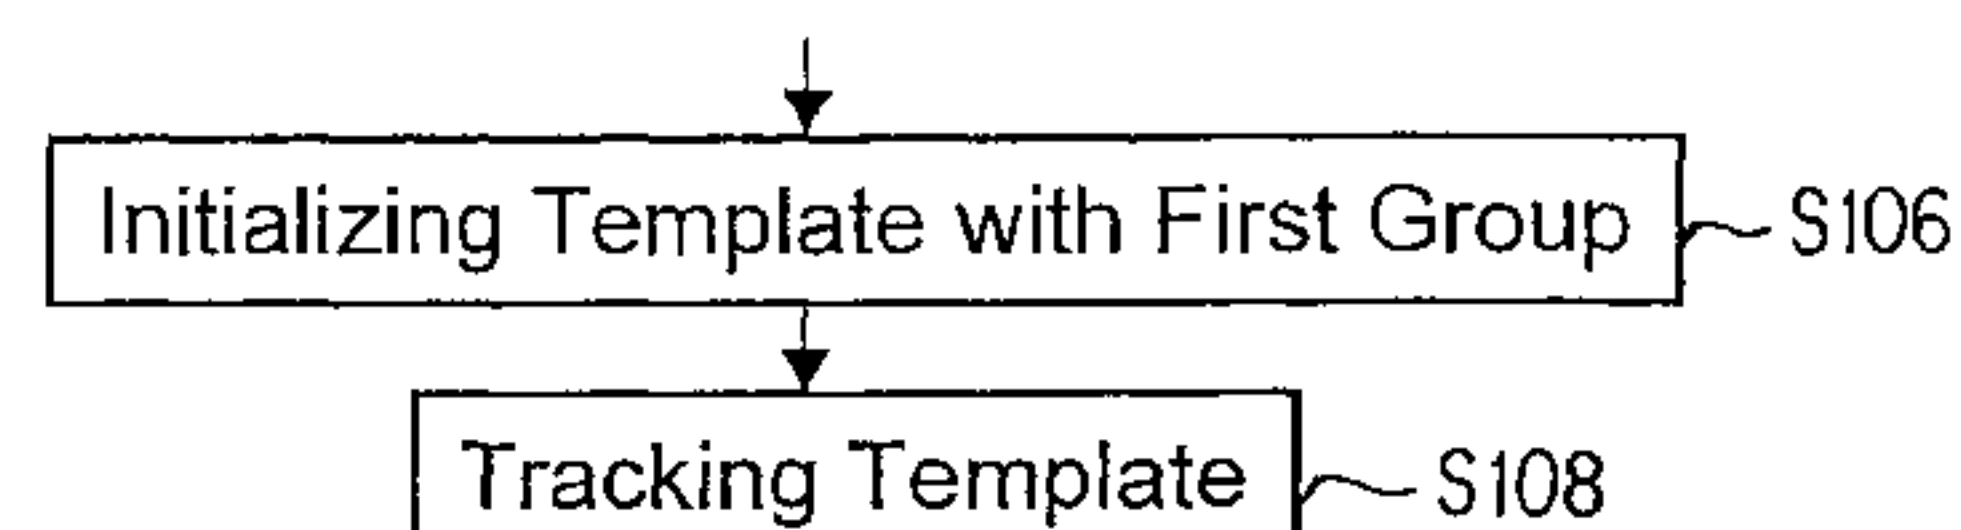 Initializing Template with First Group S106
Tracking Template S108